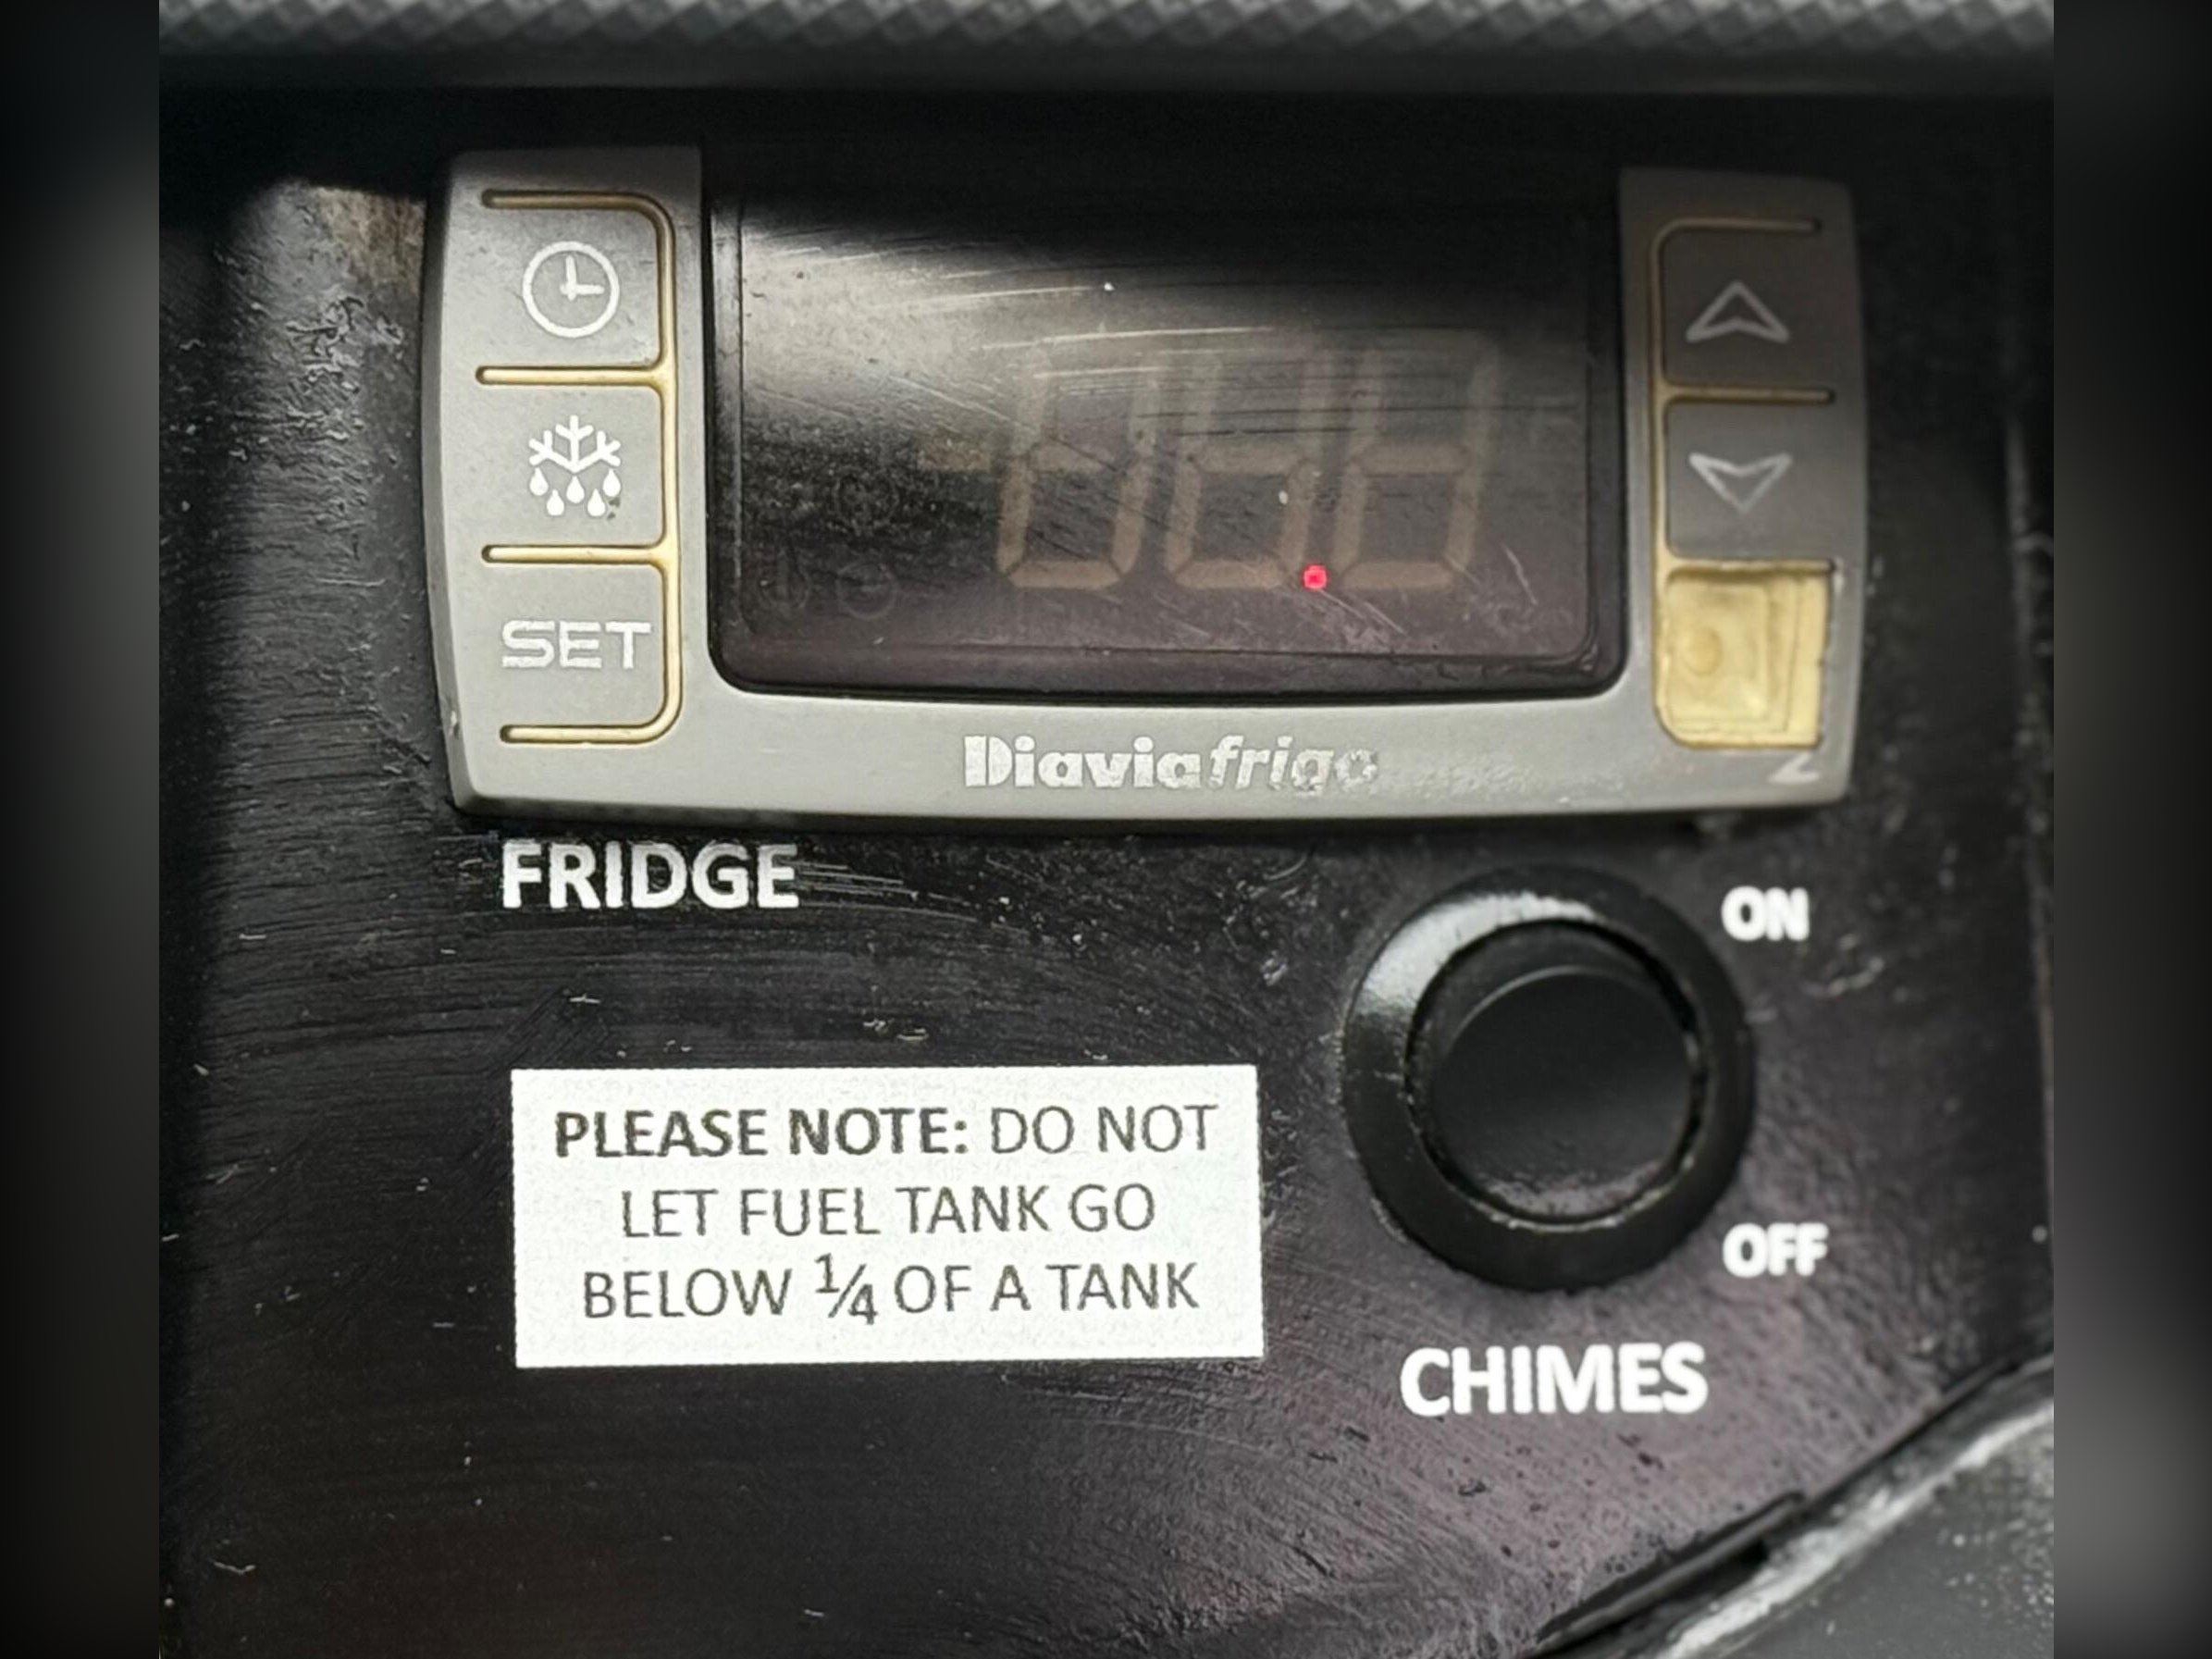 SET
Diaviafrigo
FRIDGE
ON
PLEASE NOTE: DO NOT
LET FUEL TANK GO
BELOW ¼ OF A TANK
OFF
CHIMES